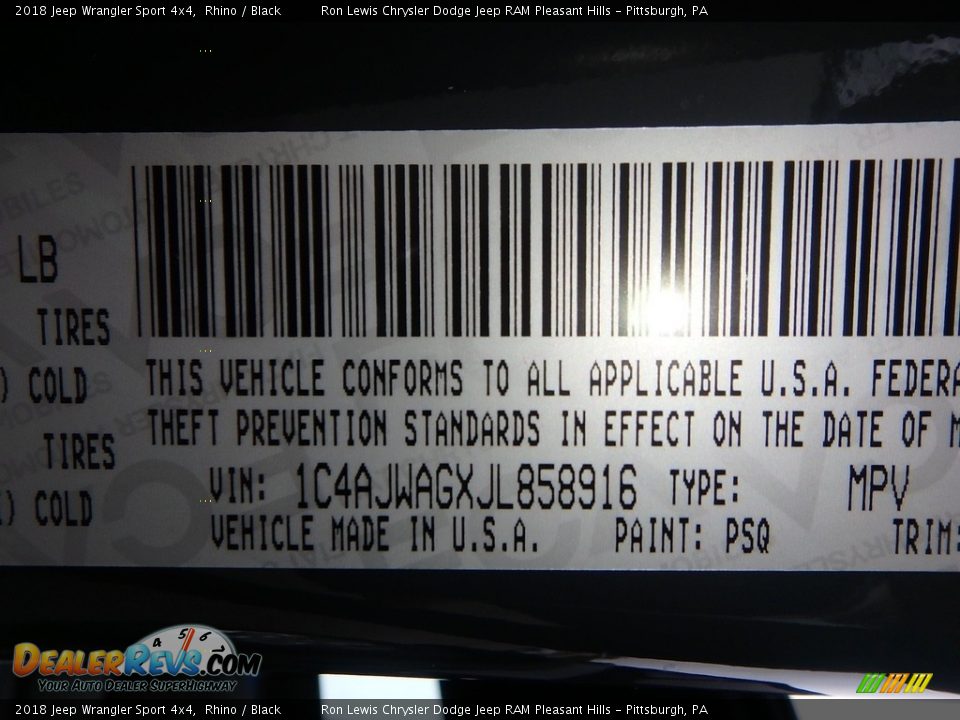 2018 Jeep Wrangler Sport 4x4, Rhino / Black Ron Lewis Chrysler Dodge Jeep RAM Pleasant Hills - Pittsburgh, PA
LB
TIRES
) COLD
TIRES
) COLD
THIS VEHICLE CONFORMS TO ALL APPLICABLE U.S.A. FEDERA
THEFT PREVENTION STANDARDS IN EFFECT ON THE DATE OF M
VIN: 1C4AJWAGXJL858916 TYPE: MPV
VEHICLE MADE IN U.S.A. PAINT: PSQ TRIM:
4 5 6
DEALERREVS.COM
YOUR AUTO DEALER SUPERHIGHWAY
2018 Jeep Wrangler Sport 4x4, Rhino / Black Ron Lewis Chrysler Dodge Jeep RAM Pleasant Hills - Pittsburgh, PA